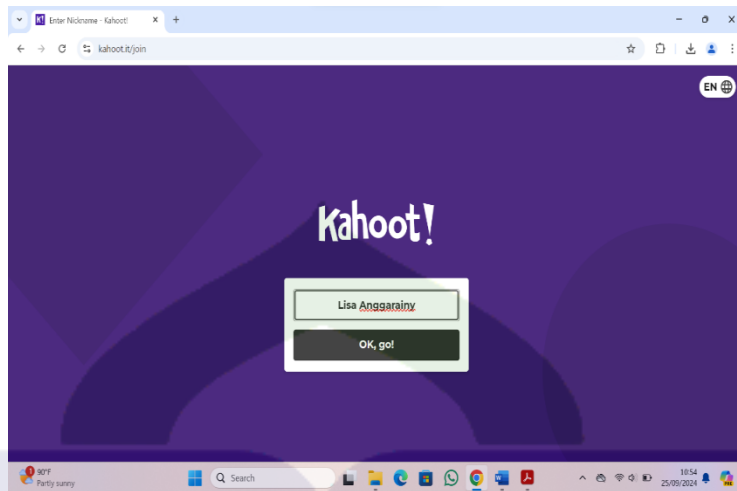 Enter Nickname - Kahoot!
kahoot.it/join
EN
Kahoot!
Lisa Anggarainy
OK, go!
1
90°F
Partly sunny
Search
10:54
25/09/2024